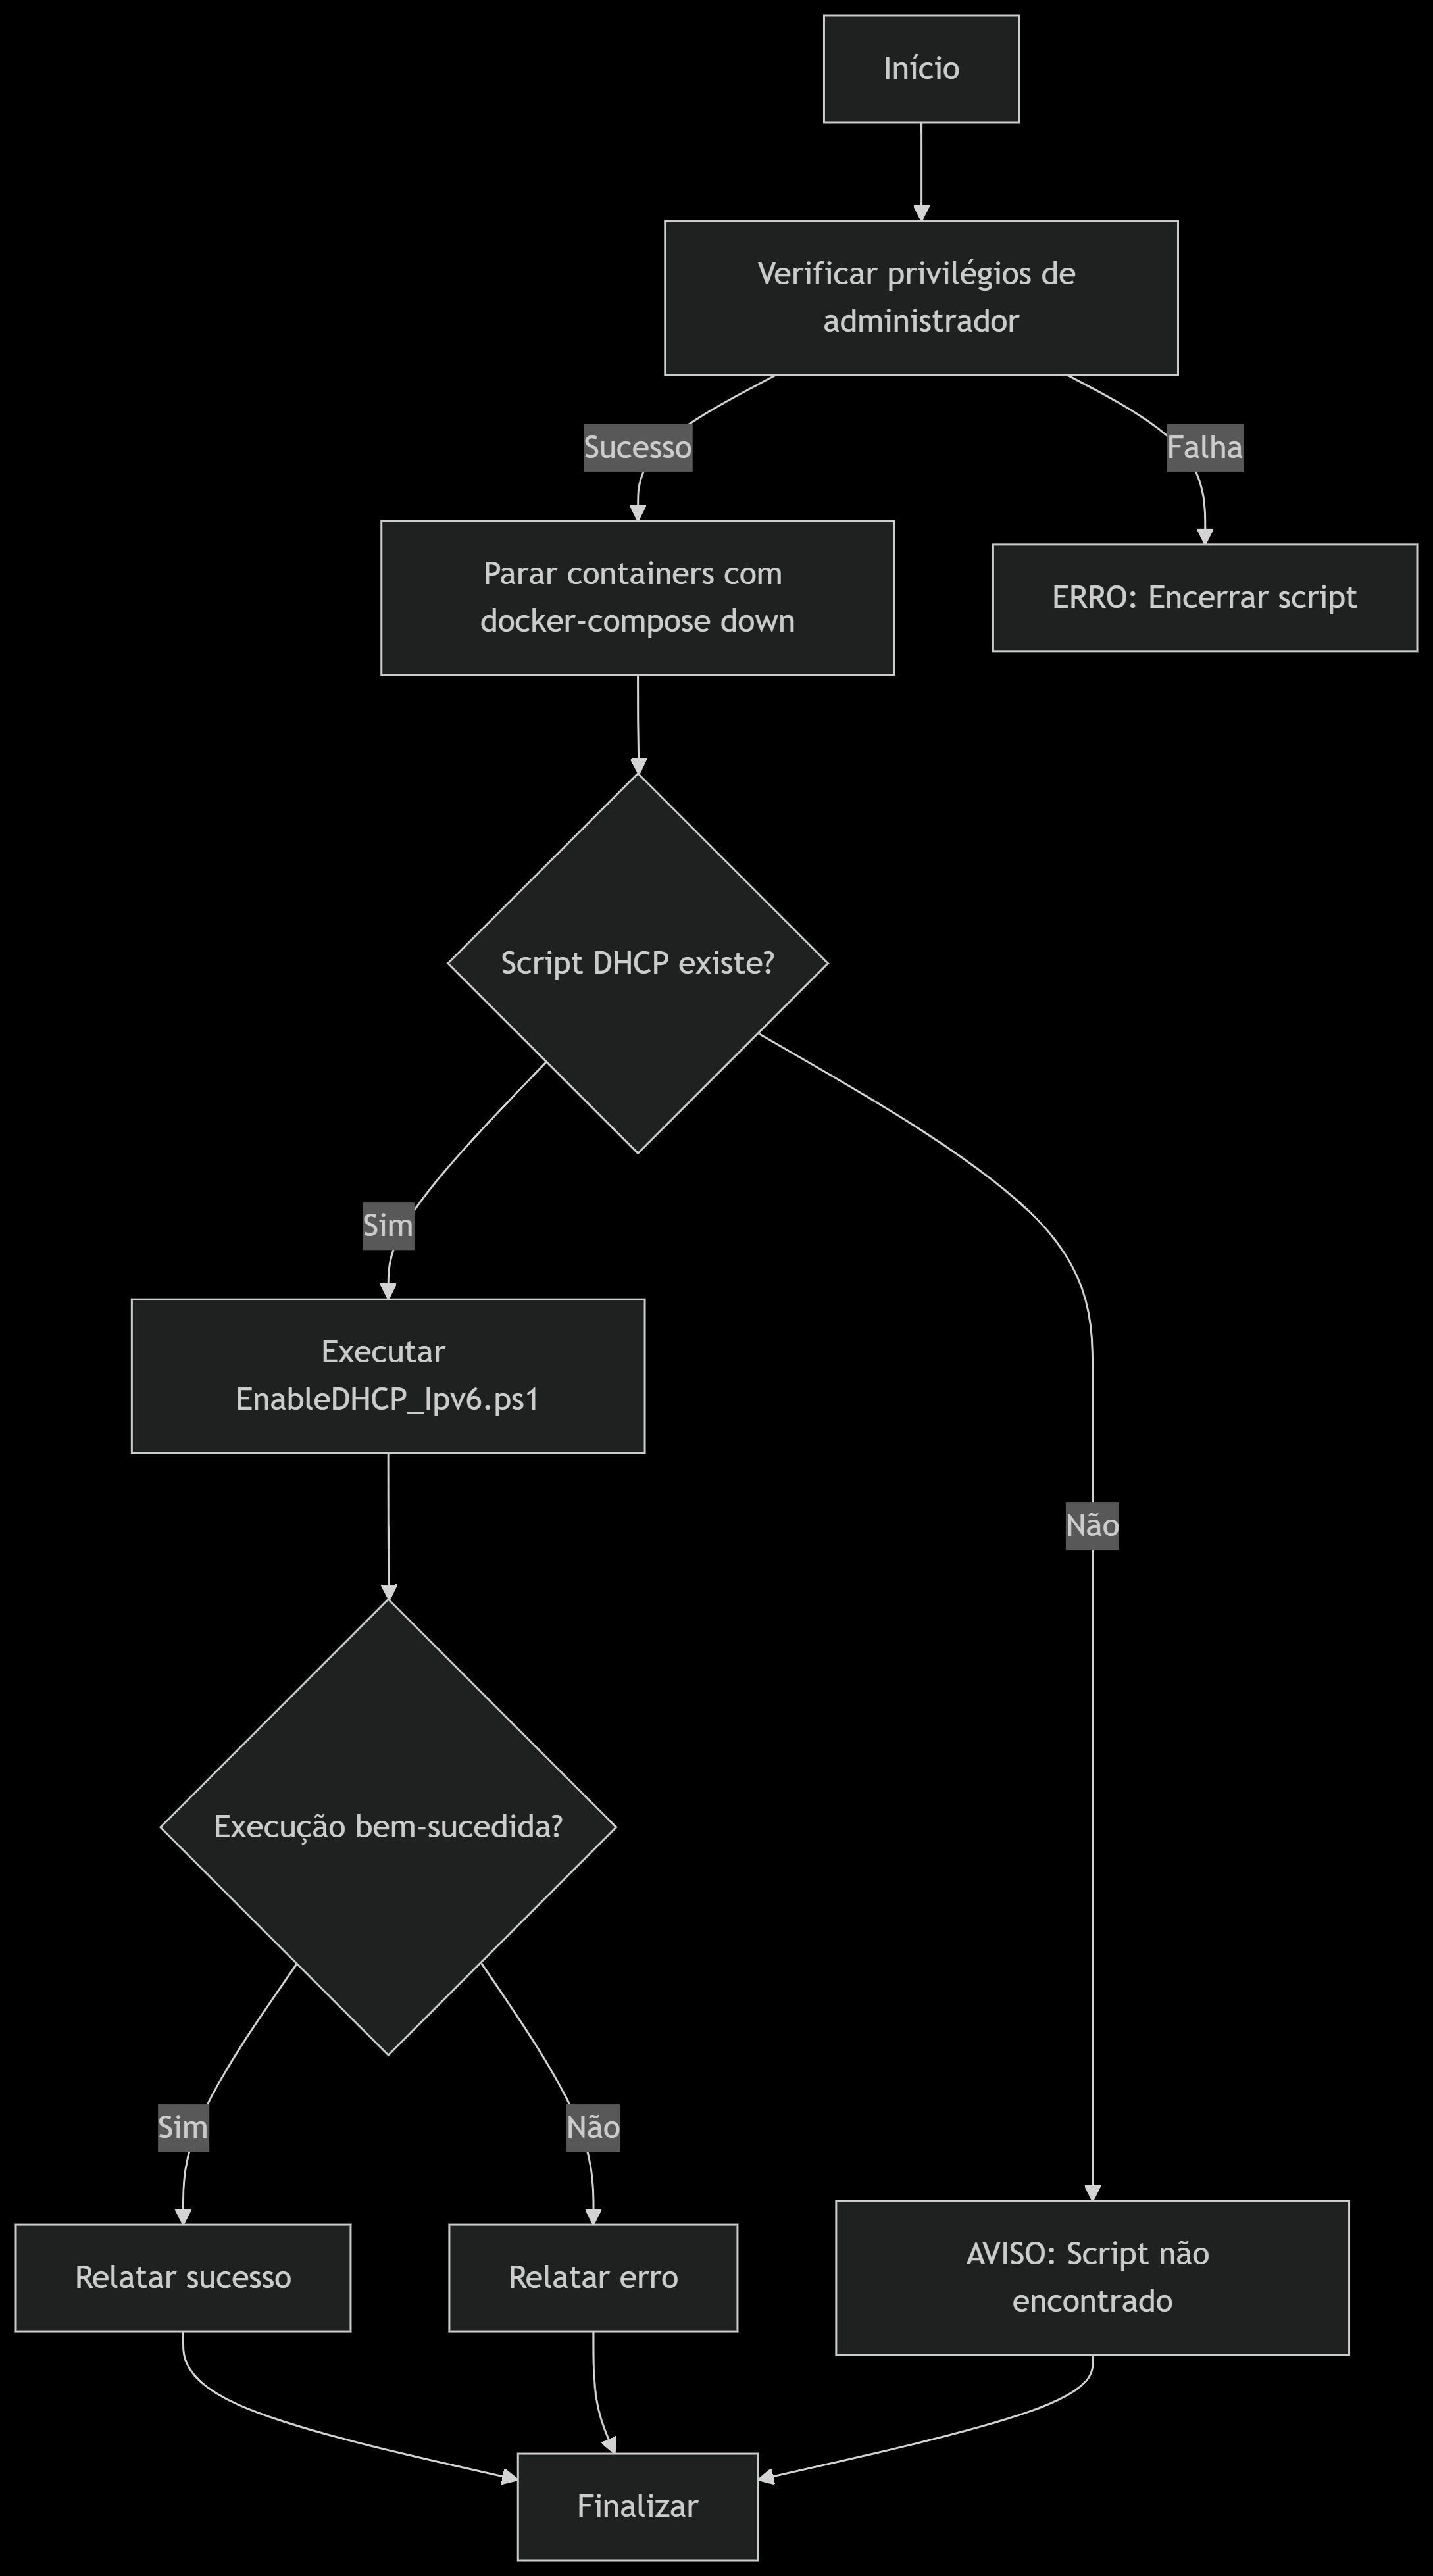 Início
Verificar privilégios de
administrador
Sucesso
Falha
Parar containers com
docker-compose down
ERRO: Encerrar script
Script DHCP existe?
Sim
Executar
EnableDHCP_Ipv6.ps1
Não
Execução bem-sucedida?
Sim
Não
Relatar sucesso
Relatar erro
AVISO: Script não
encontrado
Finalizar